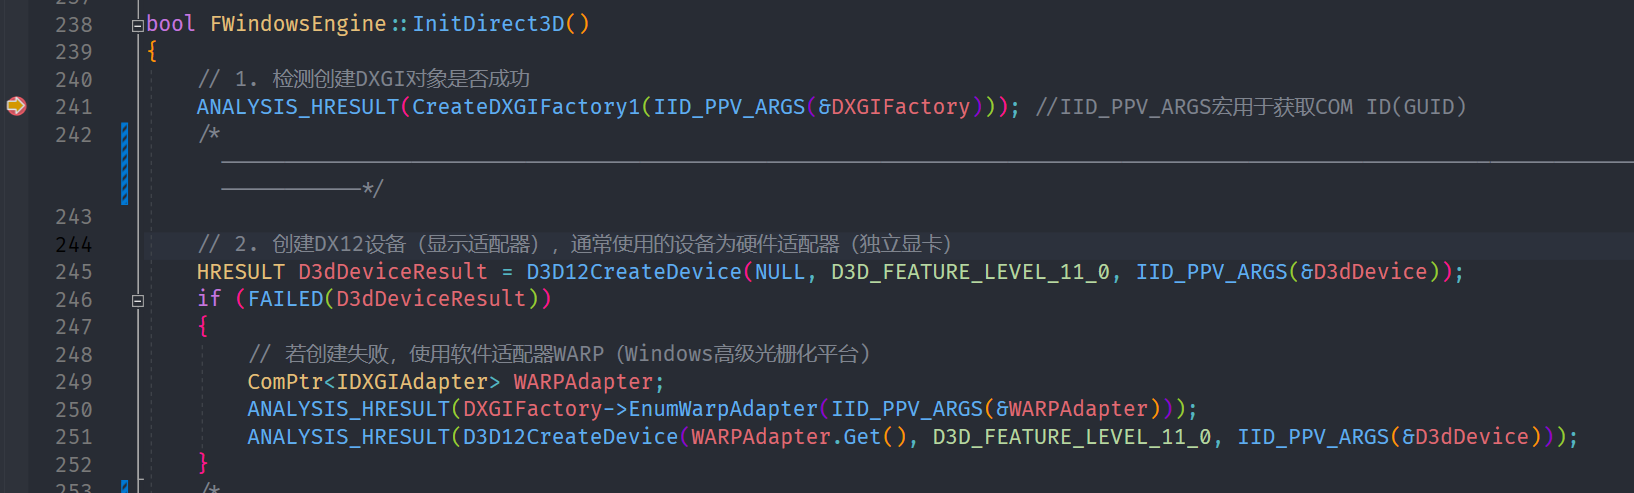 238 bool FWindowsEngine::InitDirect3D()
239 {
240 // 1. 检测创建DXGI对象是否成功
241 ANALYSIS_HRESULT(CreateDXGIFactory1(IID_PPV_ARGS(&DXGIFactory))); //IID_PPV_ARGS宏用于获取COM ID(GUID)
242 /*
*/
243
244 // 2. 创建DX12设备（显示适配器），通常使用的设备为硬件适配器（独立显卡）
245 HRESULT D3dDeviceResult = D3D12CreateDevice(NULL, D3D_FEATURE_LEVEL_11_0, IID_PPV_ARGS(&D3dDevice));
246 if (FAILED(D3dDeviceResult))
247 {
248 // 若创建失败，使用软件适配器WARP（Windows高级光栅化平台）
249 ComPtr<IDXGIAdapter> WARPAdapter;
250 ANALYSIS_HRESULT(DXGIFactory->EnumWarpAdapter(IID_PPV_ARGS(&WARPAdapter)));
251 ANALYSIS_HRESULT(D3D12CreateDevice(WARPAdapter.Get(), D3D_FEATURE_LEVEL_11_0, IID_PPV_ARGS(&D3dDevice)));
252 }
253 /*